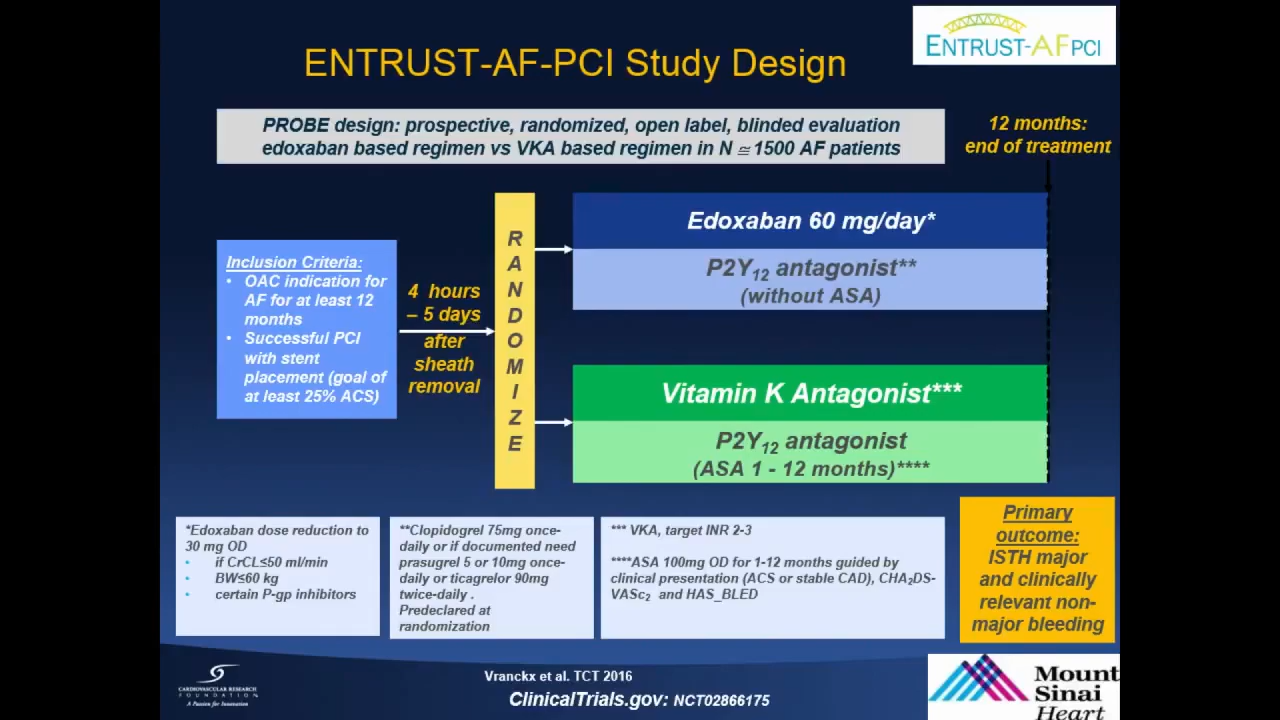 ENTRUST-AF-PCI Study Design
ENTRUST-AF PCI
PROBE design: prospective, randomized, open label, blinded evaluation
edoxaban based regimen vs VKA based regimen in N ≅ 1500 AF patients
12 months:
end of treatment
Inclusion Criteria:
• OAC indication for
AF for at least 12
months
• Successful PCI
with stent
placement (goal of
at least 25% ACS)
4 hours
– 5 days
after
sheath
removal
R
A
N
D
O
M
I
Z
E
Edoxaban 60 mg/day*
P2Y₁₂ antagonist**
(without ASA)
Vitamin K Antagonist***
P2Y₁₂ antagonist
(ASA 1 - 12 months)****
*Edoxaban dose reduction to
30 mg OD
• if CrCL≤50 ml/min
• BW≤60 kg
• certain P-gp inhibitors
**Clopidogrel 75mg once-
daily or if documented need
prasugrel 5 or 10mg once-
daily or ticagrelor 90mg
twice-daily .
Predeclared at
randomization
*** VKA, target INR 2-3
****ASA 100mg OD for 1-12 months guided by
clinical presentation (ACS or stable CAD), CHA₂DS-
VASc₂ and HAS_BLED
Primary
outcome:
ISTH major
and clinically
relevant non-
major bleeding
CARDIOVASCULAR RESEARCH
FOUNDATION
A Passion for Innovation
Vranckx et al. TCT 2016
ClinicalTrials.gov: NCT02866175
Mount
Sinai
Heart